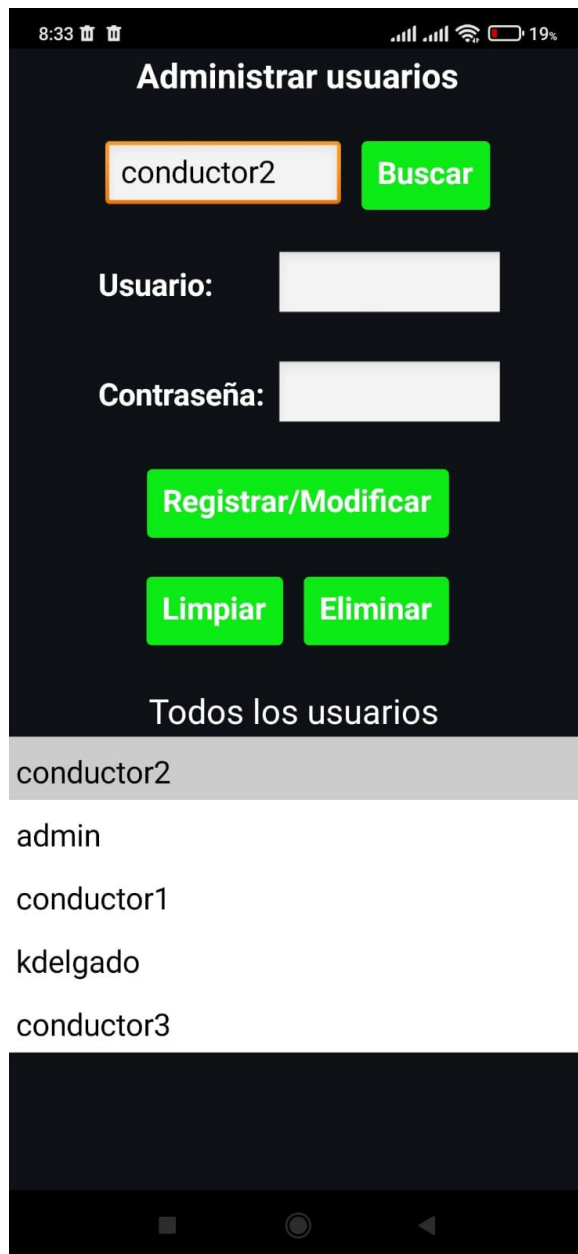 8:33 19%
Administrar usuarios
conductor2 Buscar
Usuario:
Contraseña:
Registrar/Modificar
Limpiar Eliminar
Todos los usuarios
conductor2
admin
conductor1
kdelgado
conductor3